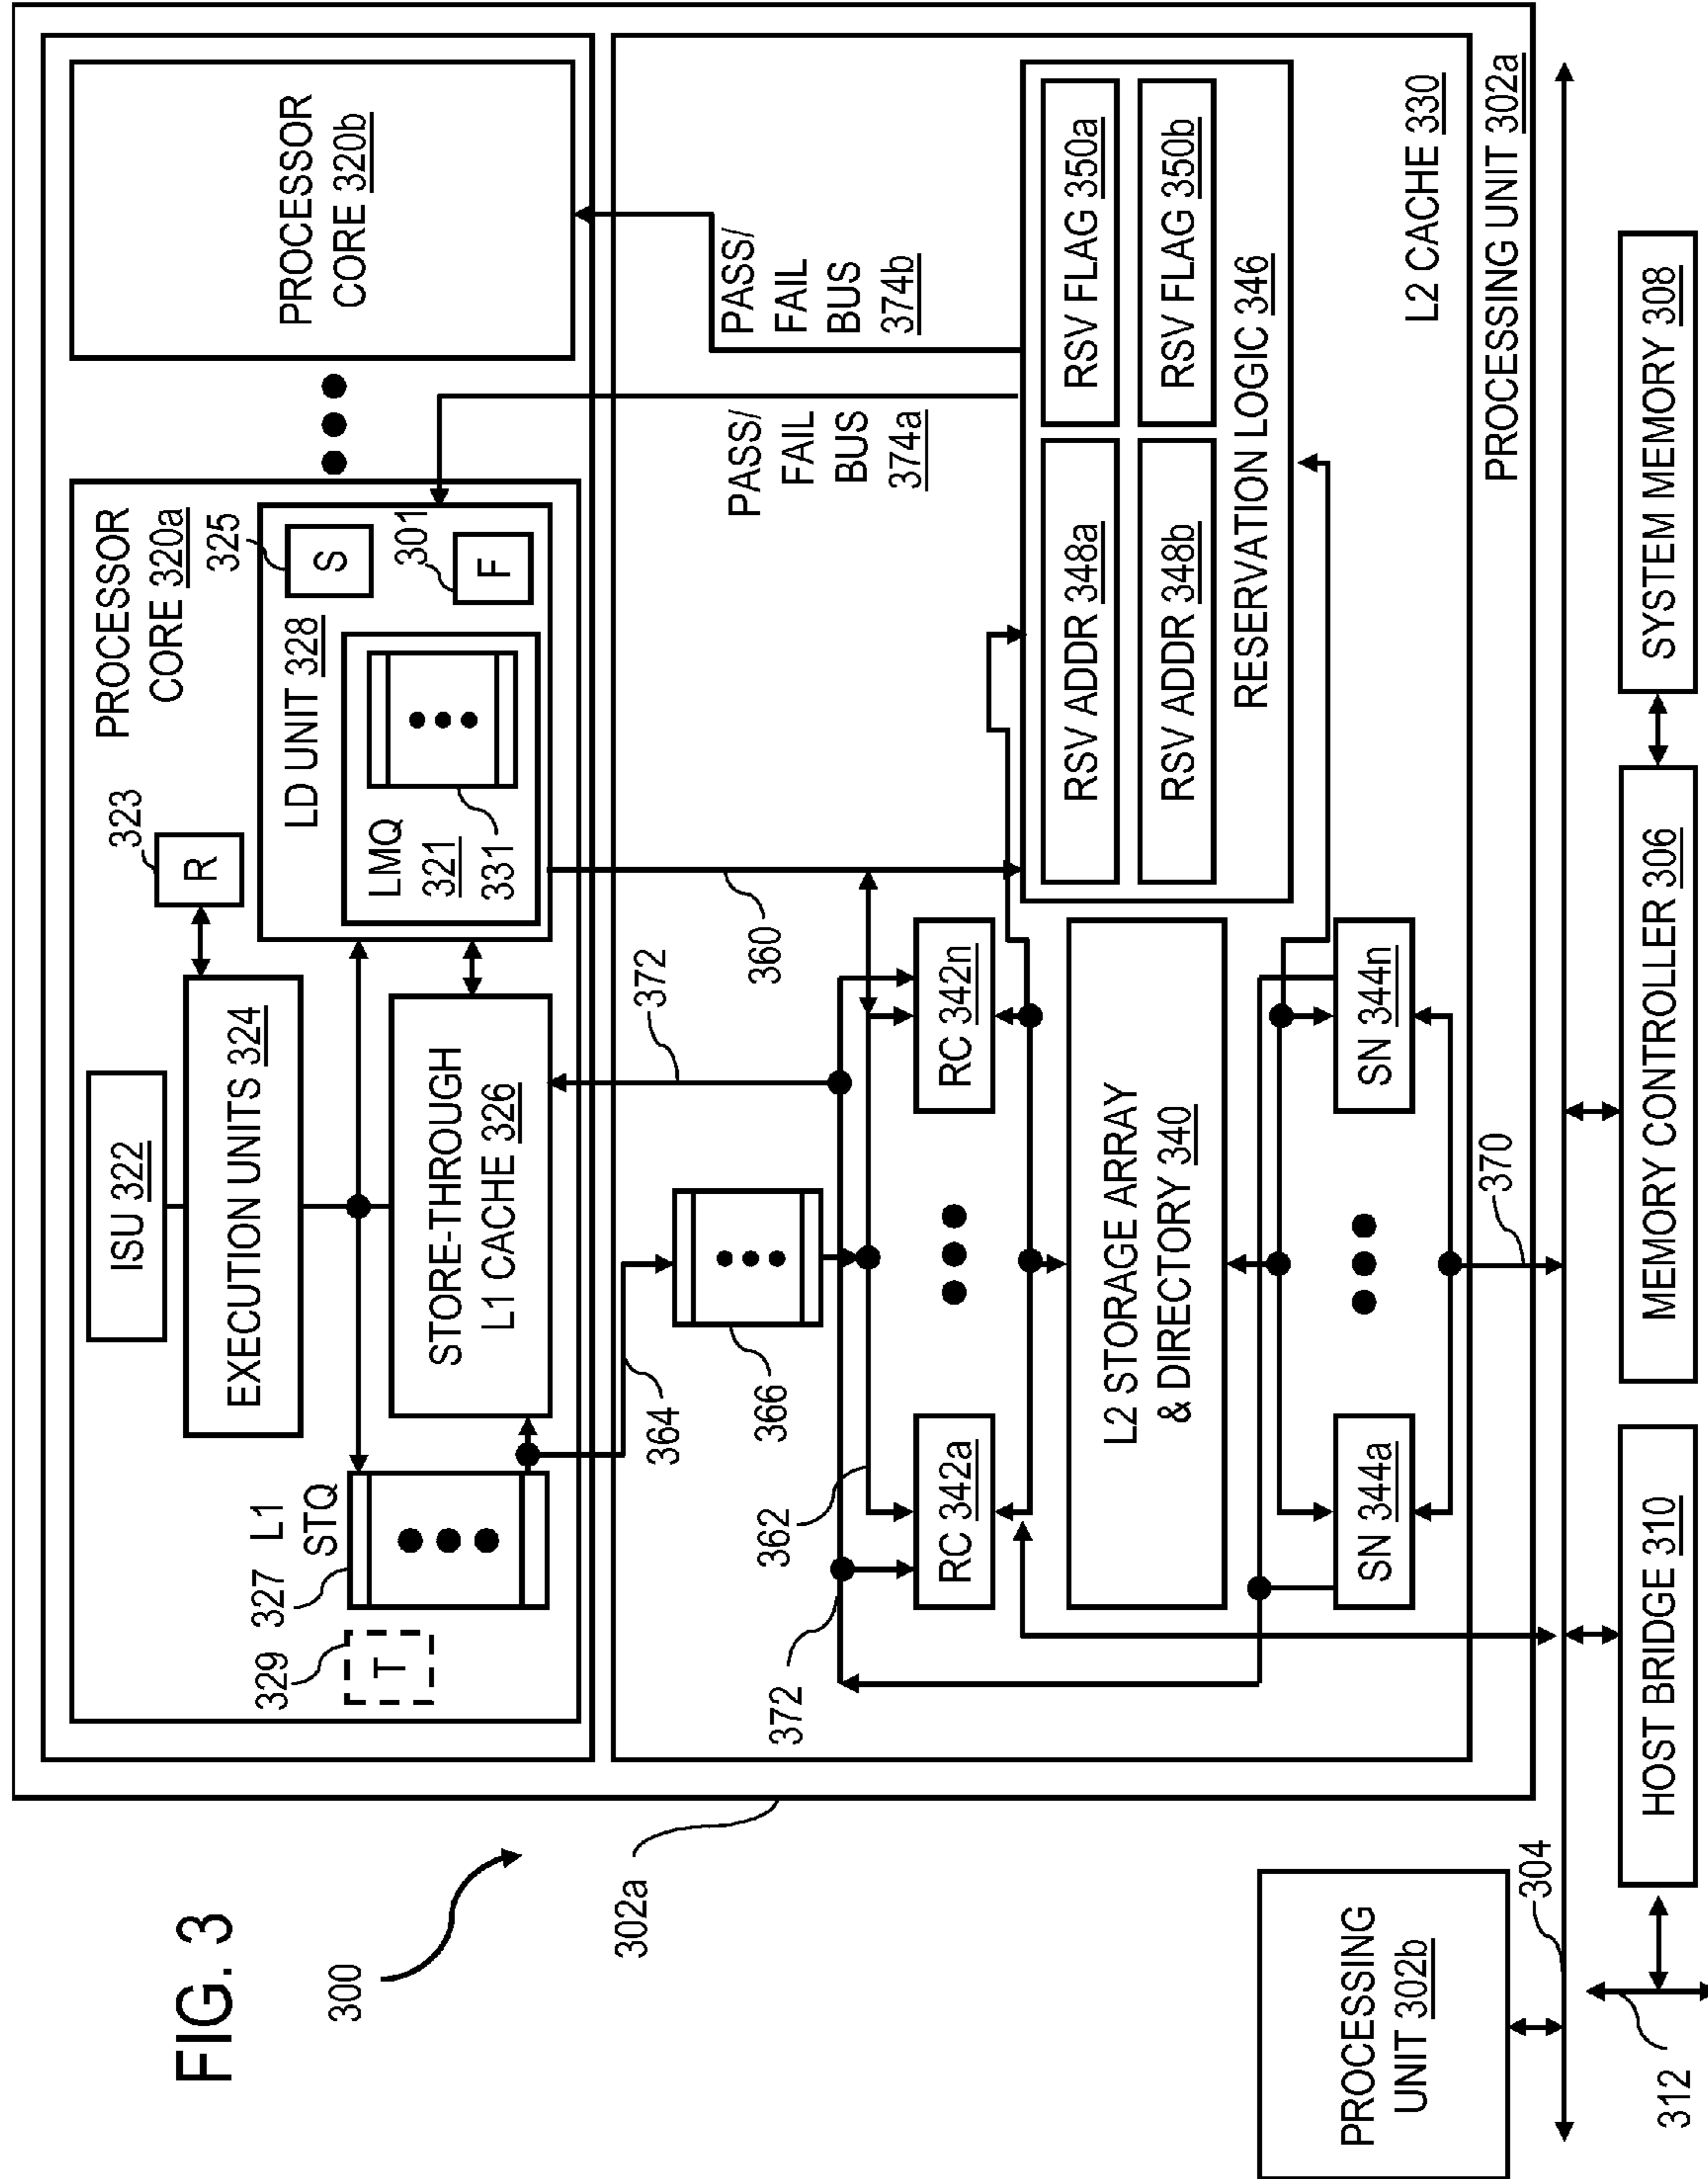 FIG. 3
300
302a
PROCESSOR
CORE 320a
ISU 322
EXECUTION UNITS 324
323
R
L1
STQ
327
329
T
STORE-THROUGH
L1 CACHE 326
LD UNIT 328
325
S
301
F
LMQ
321
331
PROCESSOR
CORE 320b
364
366
372
360
PASS/
FAIL
BUS
374a
PASS/
FAIL
BUS
374b
362
372
RC 342a
RC 342n
L2 STORAGE ARRAY
& DIRECTORY 340
SN 344a
SN 344n
RSV ADDR 348a
RSV FLAG 350a
RSV ADDR 348b
RSV FLAG 350b
RESERVATION LOGIC 346
L2 CACHE 330
PROCESSING UNIT 302a
370
PROCESSING
UNIT 302b
304
312
HOST BRIDGE 310
MEMORY CONTROLLER 306
SYSTEM MEMORY 308